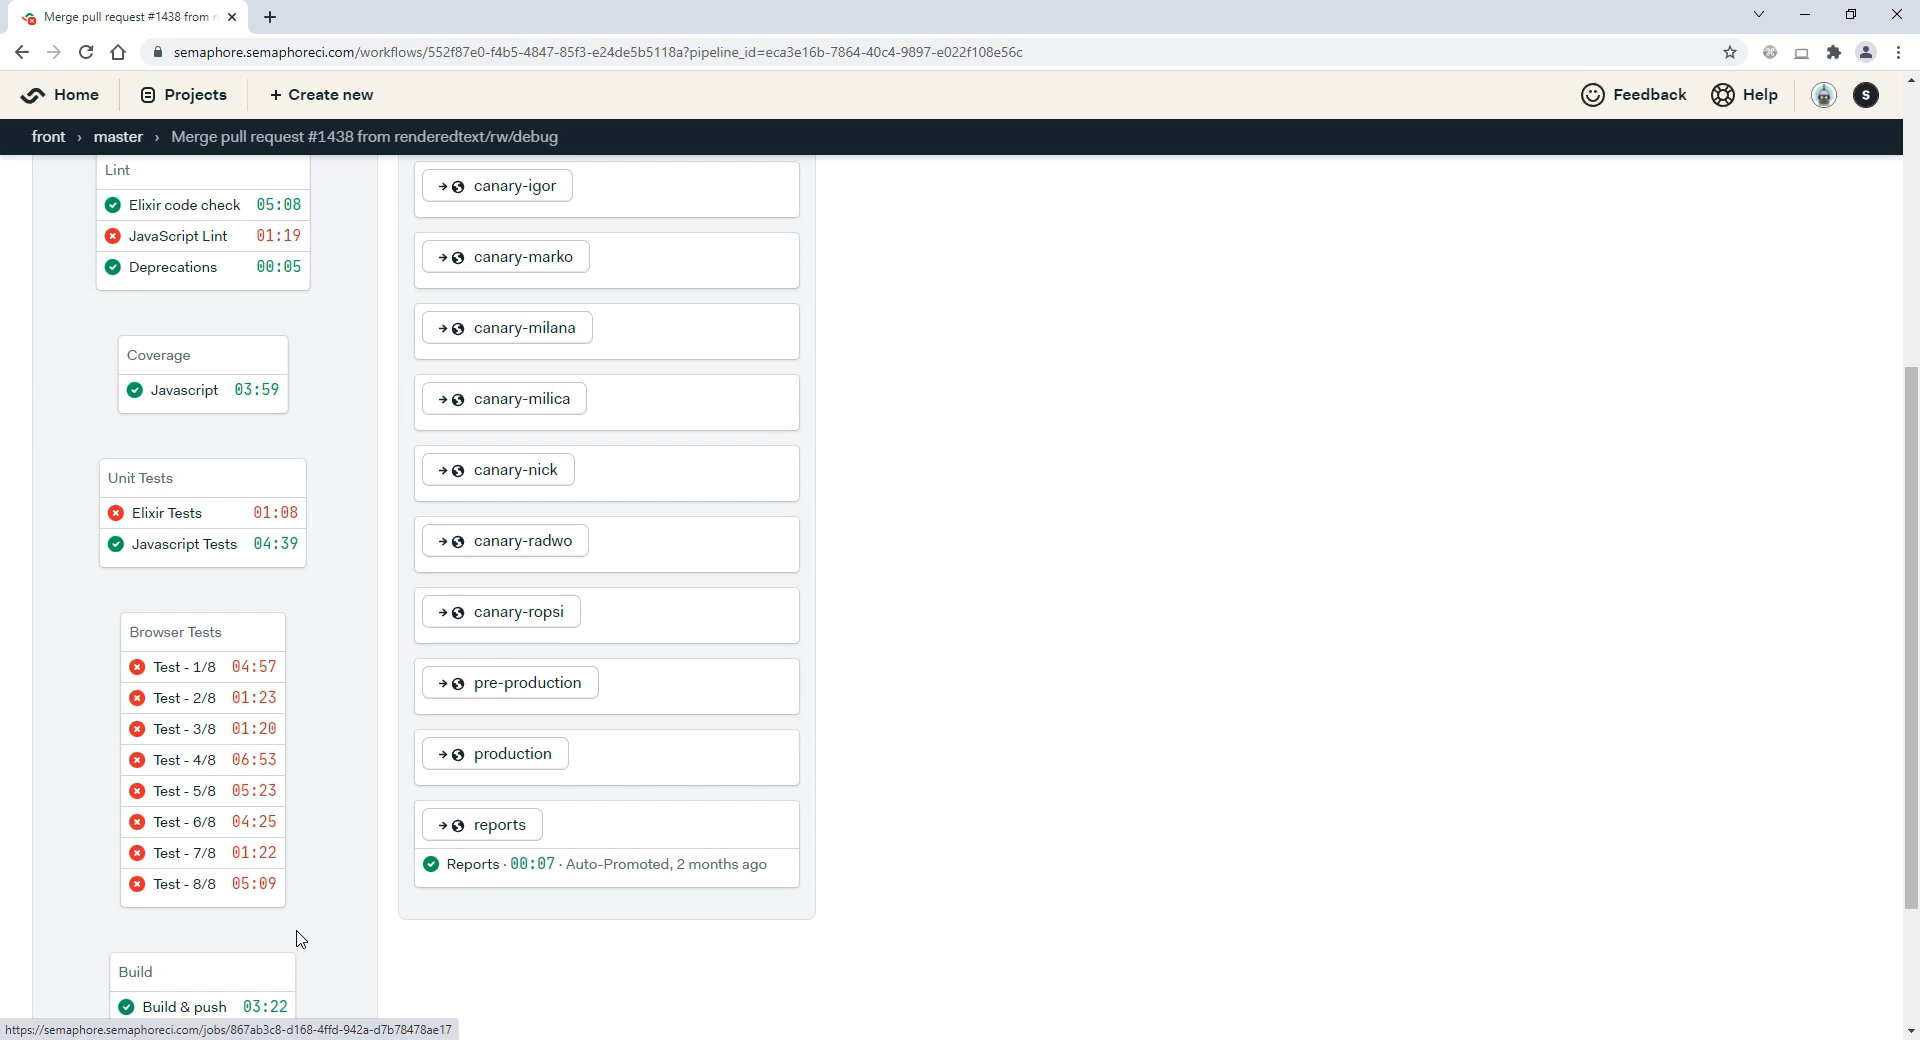 Merge pull request #1438 from r
semaphore.semaphoreci.com/workflows/552f87e0-f4b5-4847-85f3-e24de5b5118a?pipeline_id=eca3e16b-7864-40c4-9897-e022f108e56c
Home
Projects
+ Create new
Feedback
Help
S
front › master › Merge pull request #1438 from renderedtext/rw/debug
Lint
Elixir code check 05:08
JavaScript Lint 01:19
Deprecations 00:05
Coverage
Javascript 03:59
Unit Tests
Elixir Tests 01:08
Javascript Tests 04:39
Browser Tests
Test - 1/8 04:57
Test - 2/8 01:23
Test - 3/8 01:20
Test - 4/8 06:53
Test - 5/8 05:23
Test - 6/8 04:25
Test - 7/8 01:22
Test - 8/8 05:09
Build
Build & push 03:22
canary-igor
canary-marko
canary-milana
canary-milica
canary-nick
canary-radwo
canary-ropsi
pre-production
production
reports
Reports · 00:07 · Auto-Promoted, 2 months ago
https://semaphore.semaphoreci.com/jobs/867ab3c8-d168-4ffd-942a-d7b78478ae17